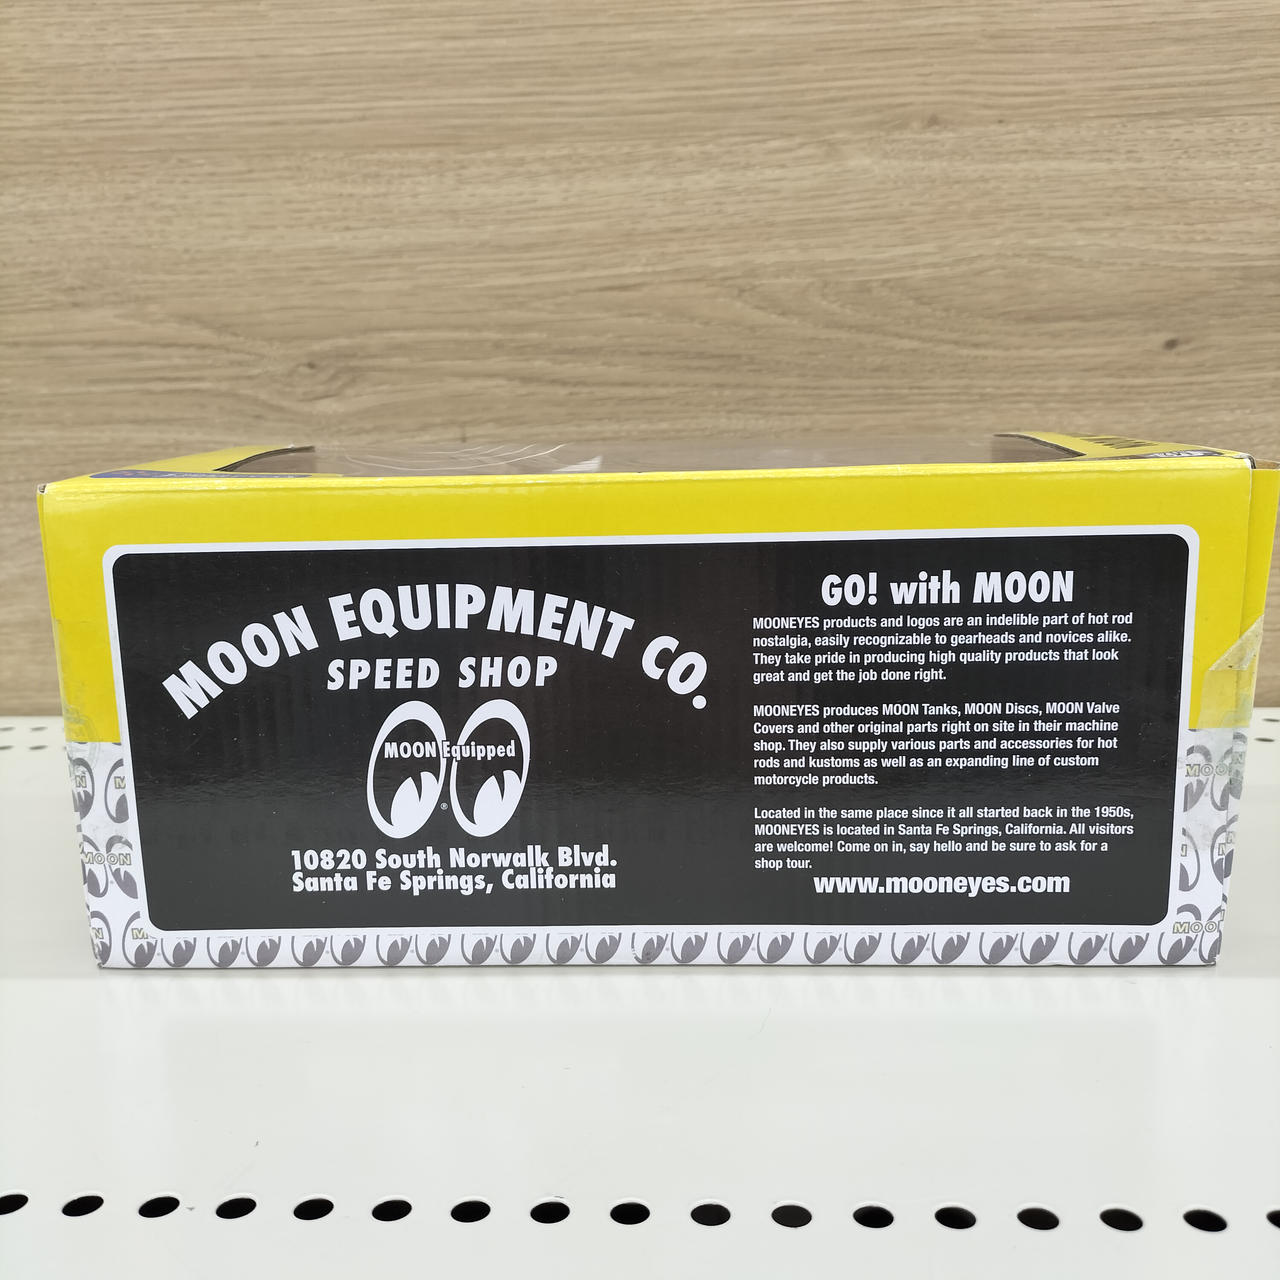 MOON EQUIPMENT CO.
SPEED SHOP
MOON Equipped
®
10820 South Norwalk Blvd.
Santa Fe Springs, California
GO! with MOON
MOONEYES products and logos are an indelible part of hot rod
nostalgia, easily recognizable to gearheads and novices alike.
They take pride in producing high quality products that look
great and get the job done right.
MOONEYES produces MOON Tanks, MOON Discs, MOON Valve
Covers and other original parts right on site in their machine
shop. They also supply various parts and accessories for hot
rods and kustoms as well as an expanding line of custom
motorcycle products.
Located in the same place since it all started back in the 1950s,
MOONEYES is located in Santa Fe Springs, California. All visitors
are welcome! Come on in, say hello and be sure to ask for a
shop tour.
www.mooneyes.com
MOON